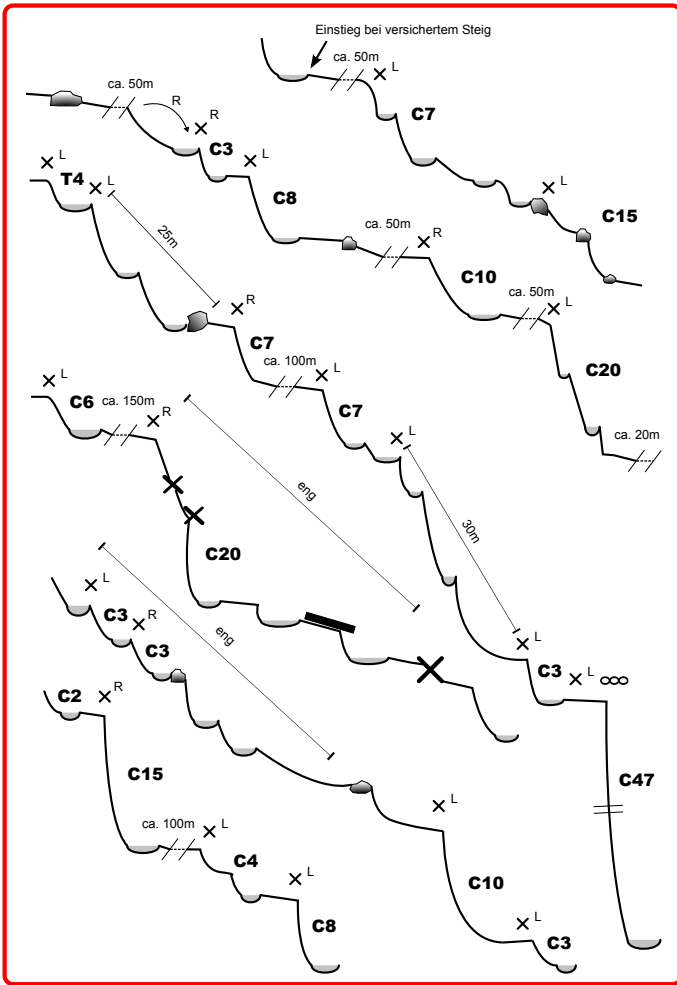 Einstieg bei versichertem Steig
ca. 50m
L
C7
L
C15
ca. 50m
R
R
C3
L
C8
ca. 50m
R
C10
ca. 50m
L
C20
ca. 20m
L
T4
L
25m
R
C7
ca. 100m
L
C7
L
30m
L
C3
L
C47
L
C6
ca. 150m
R
eng
C20
L
C3
R
C3
eng
L
C10
L
C3
C2
R
C15
ca. 100m
L
C4
L
C8